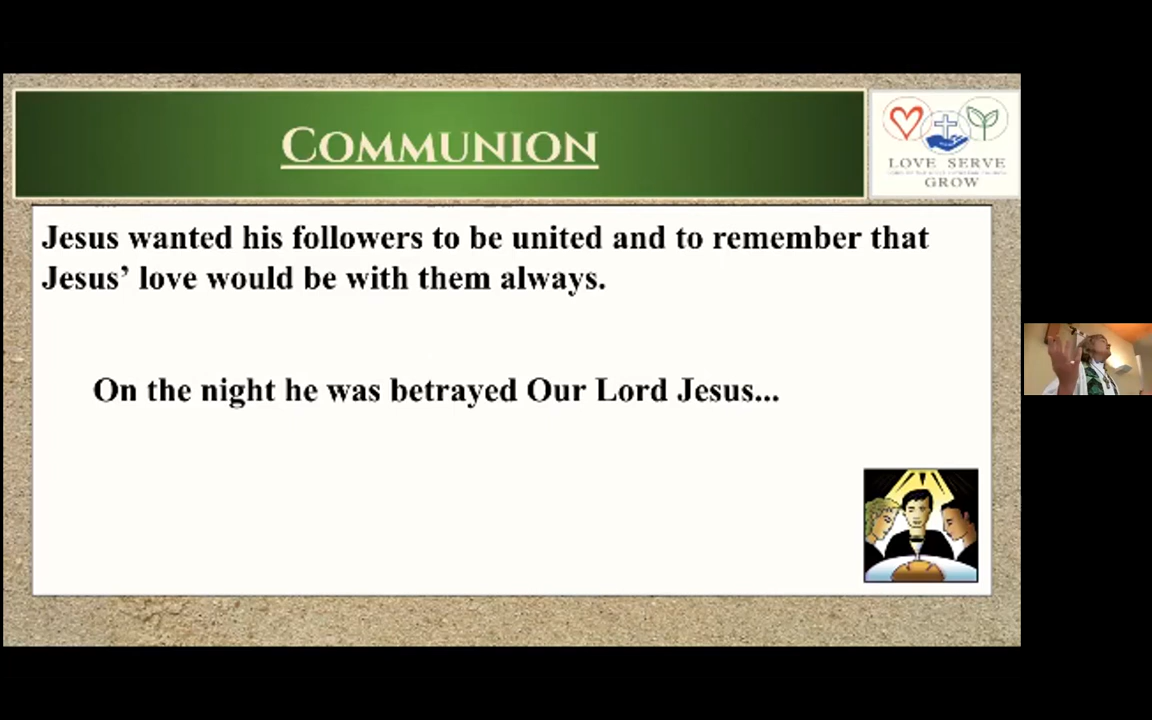 COMMUNION
LOVE SERVE
GROW
Jesus wanted his followers to be united and to remember that
Jesus’ love would be with them always.
On the night he was betrayed Our Lord Jesus...